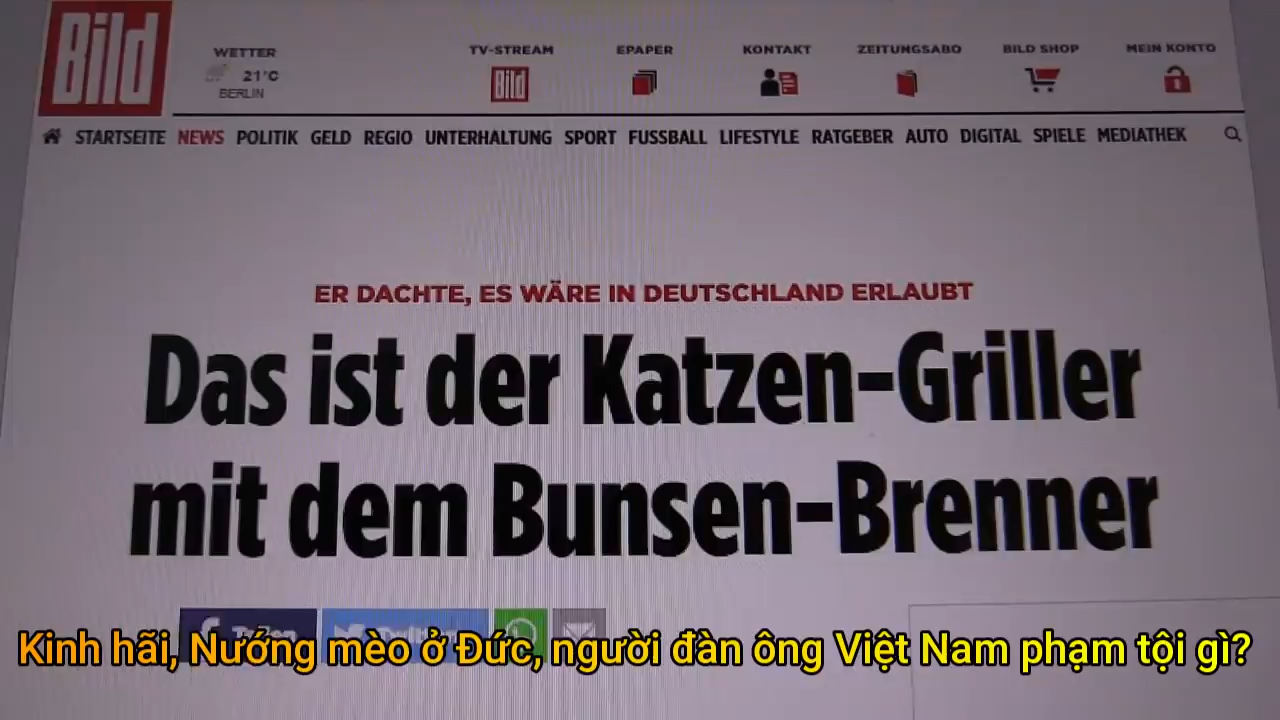 Bild
WETTER
21°C
BERLIN
TV-STREAM
Bild
EPAPER
KONTAKT
ZEITUNGSABO
BILD SHOP
MEIN KONTO
STARTSEITE NEWS POLITIK GELD REGIO UNTERHALTUNG SPORT FUSSBALL LIFESTYLE RATGEBER AUTO DIGITAL SPIELE MEDIATHEK
ER DACHTE, ES WÄRE IN DEUTSCHLAND ERLAUBT
Das ist der Katzen-Griller
mit dem Bunsen-Brenner
Kinh hãi, Nướng mèo ở Đức, người đàn ông Việt Nam phạm tội gì?